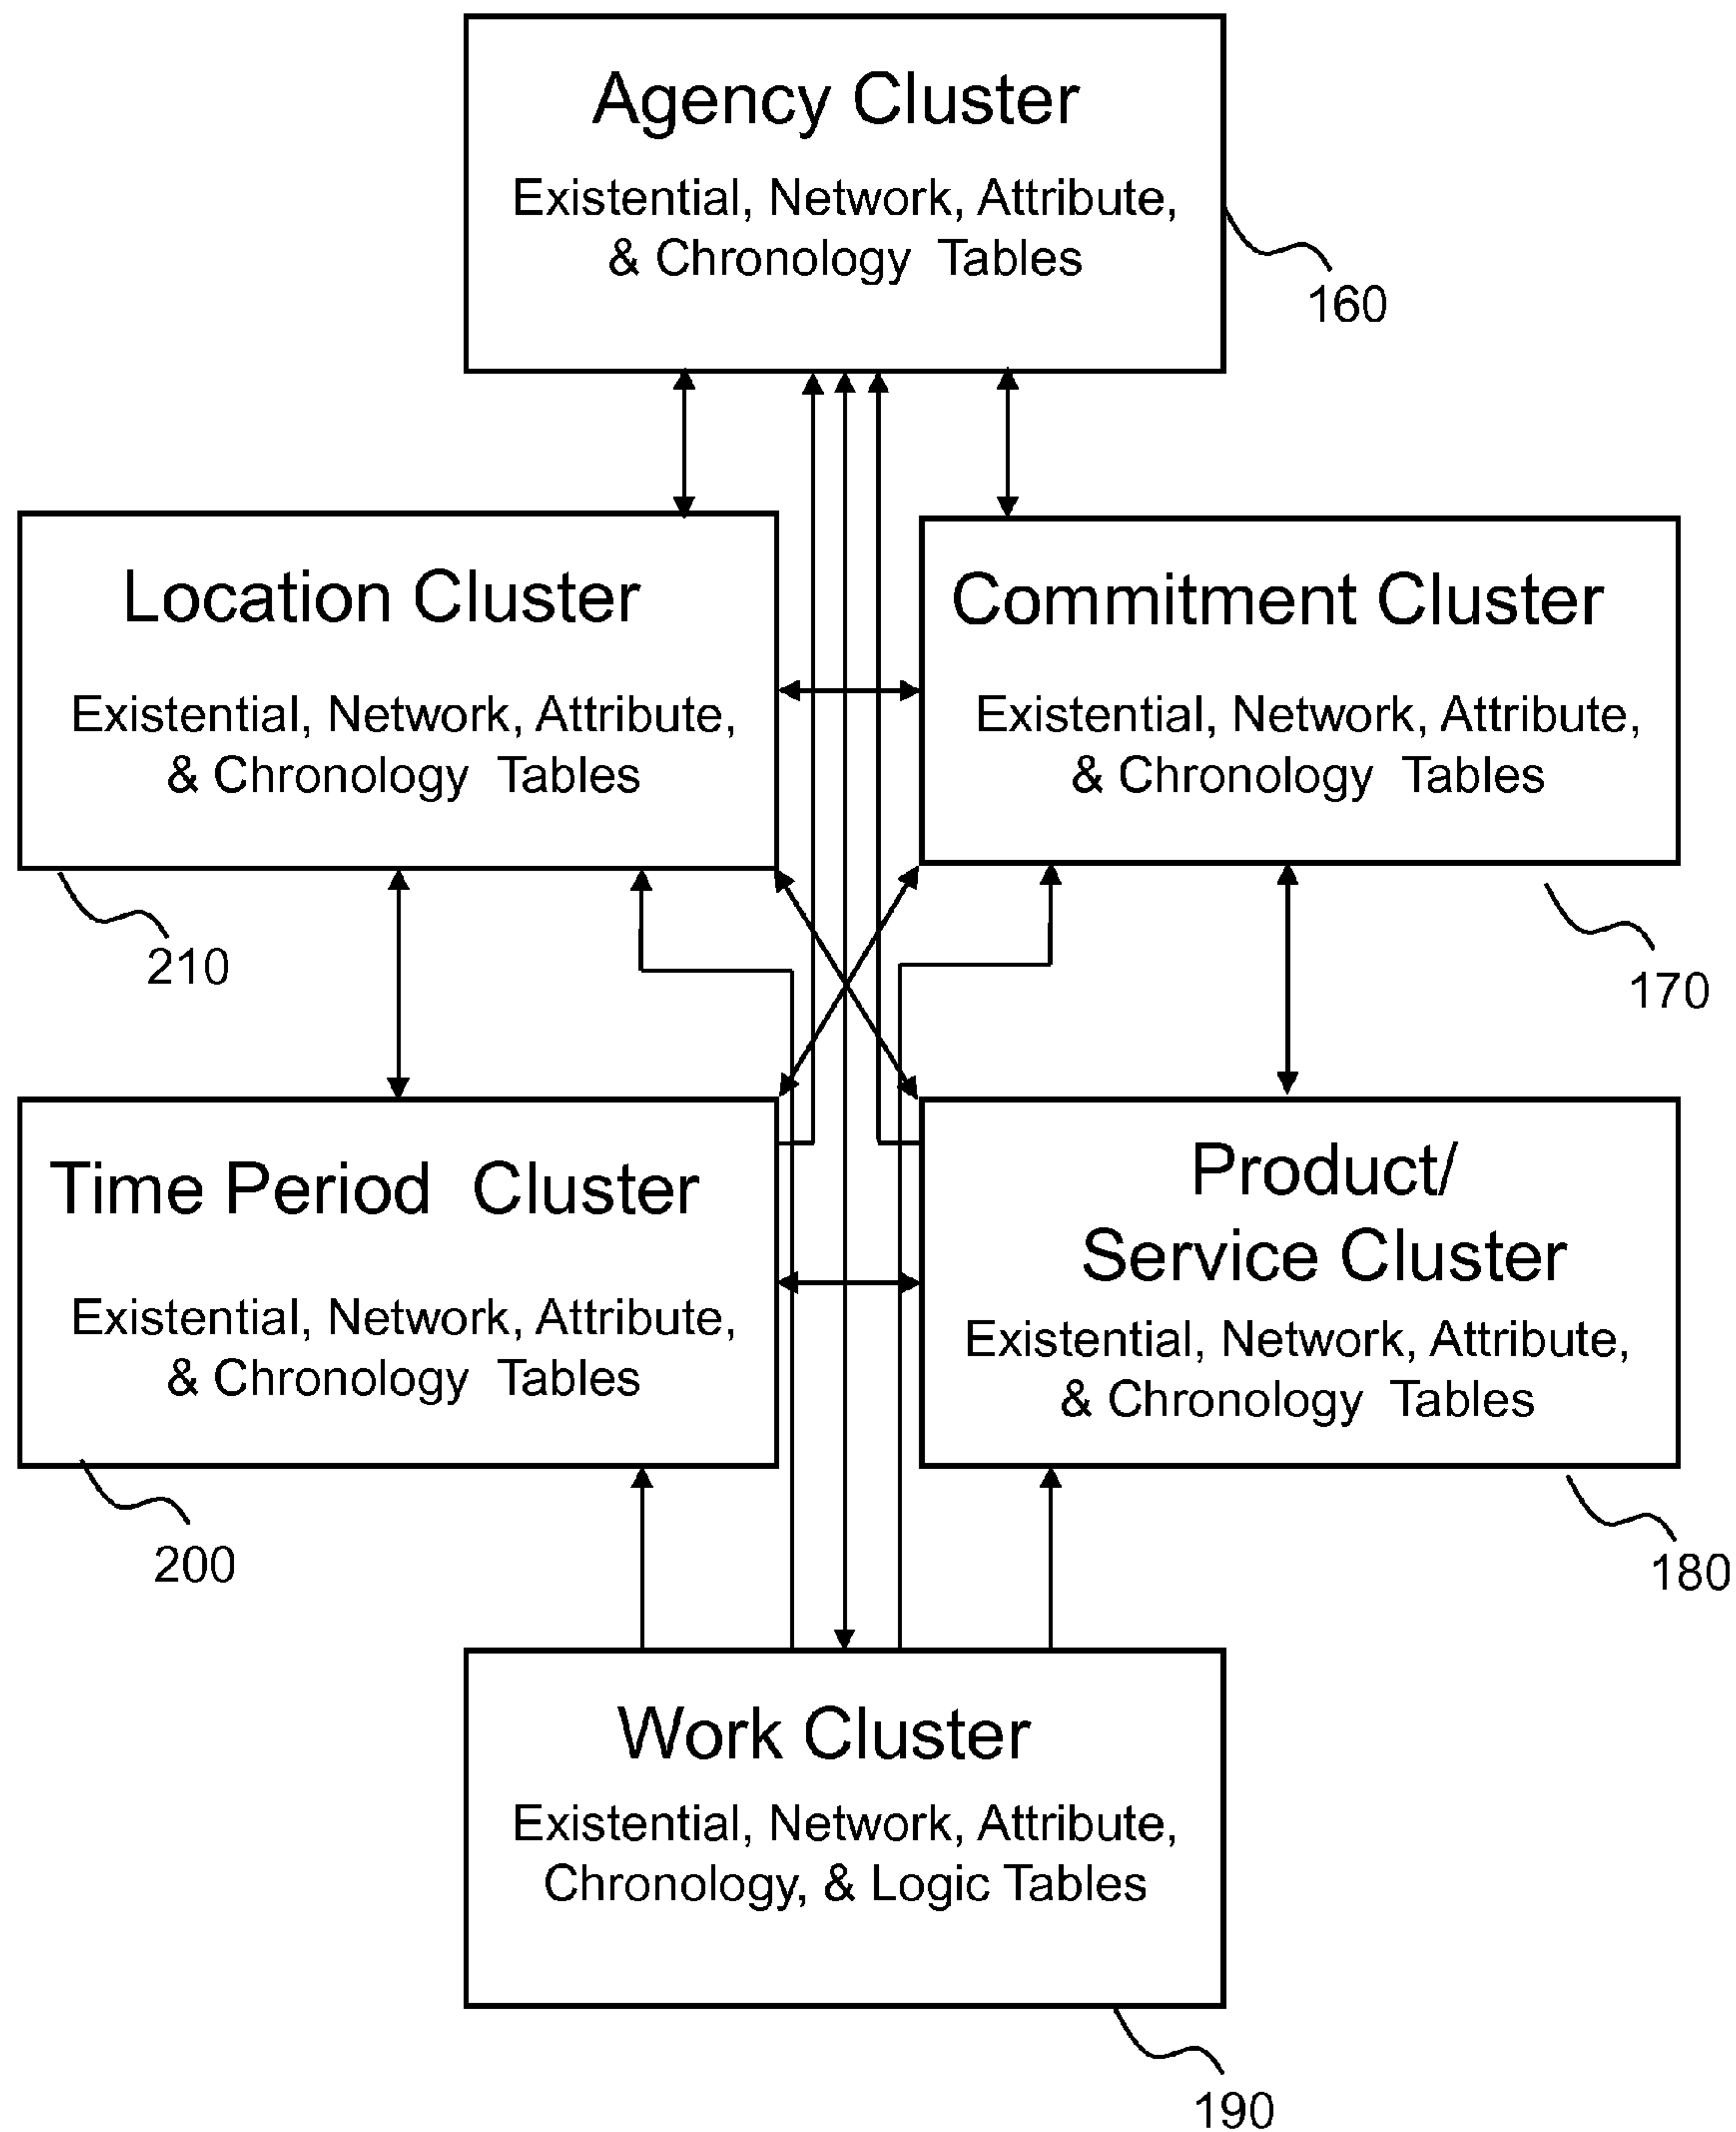 Agency Cluster
Existential, Network, Attribute,
& Chronology Tables
160
Location Cluster
Existential, Network, Attribute,
& Chronology Tables
210
Commitment Cluster
Existential, Network, Attribute,
& Chronology Tables
170
Time Period Cluster
Existential, Network, Attribute,
& Chronology Tables
200
Product/
Service Cluster
Existential, Network, Attribute,
& Chronology Tables
180
Work Cluster
Existential, Network, Attribute,
Chronology, & Logic Tables
190